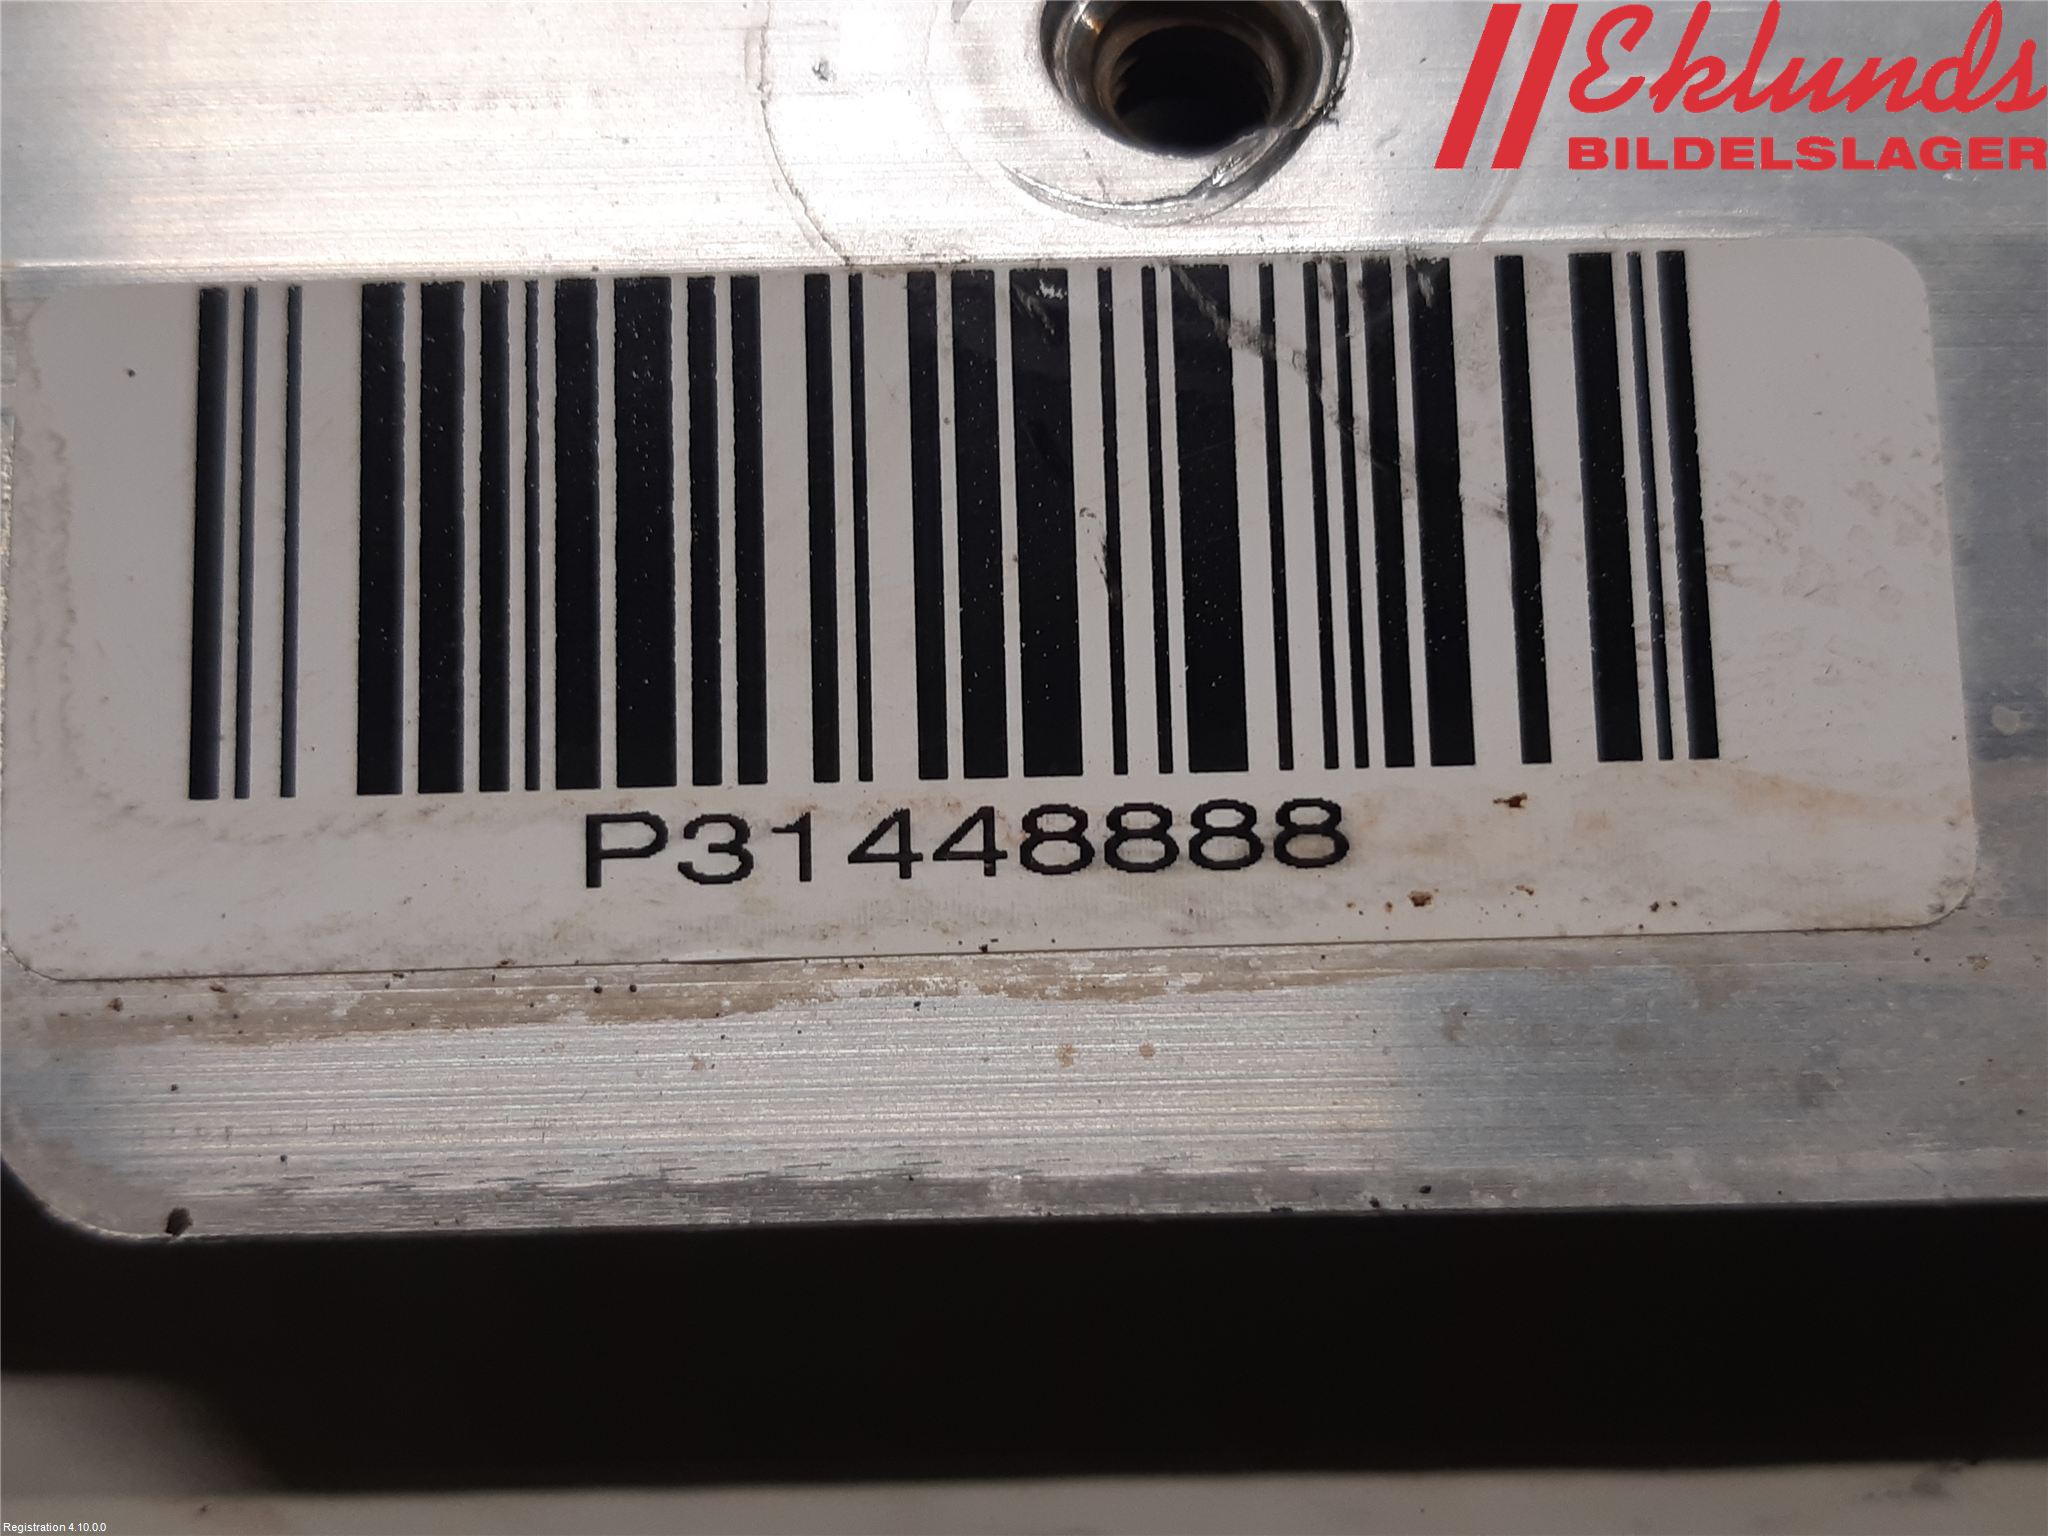 Eklunds
BILDELSLAGER
P31448888
Registration 4.10.0.0